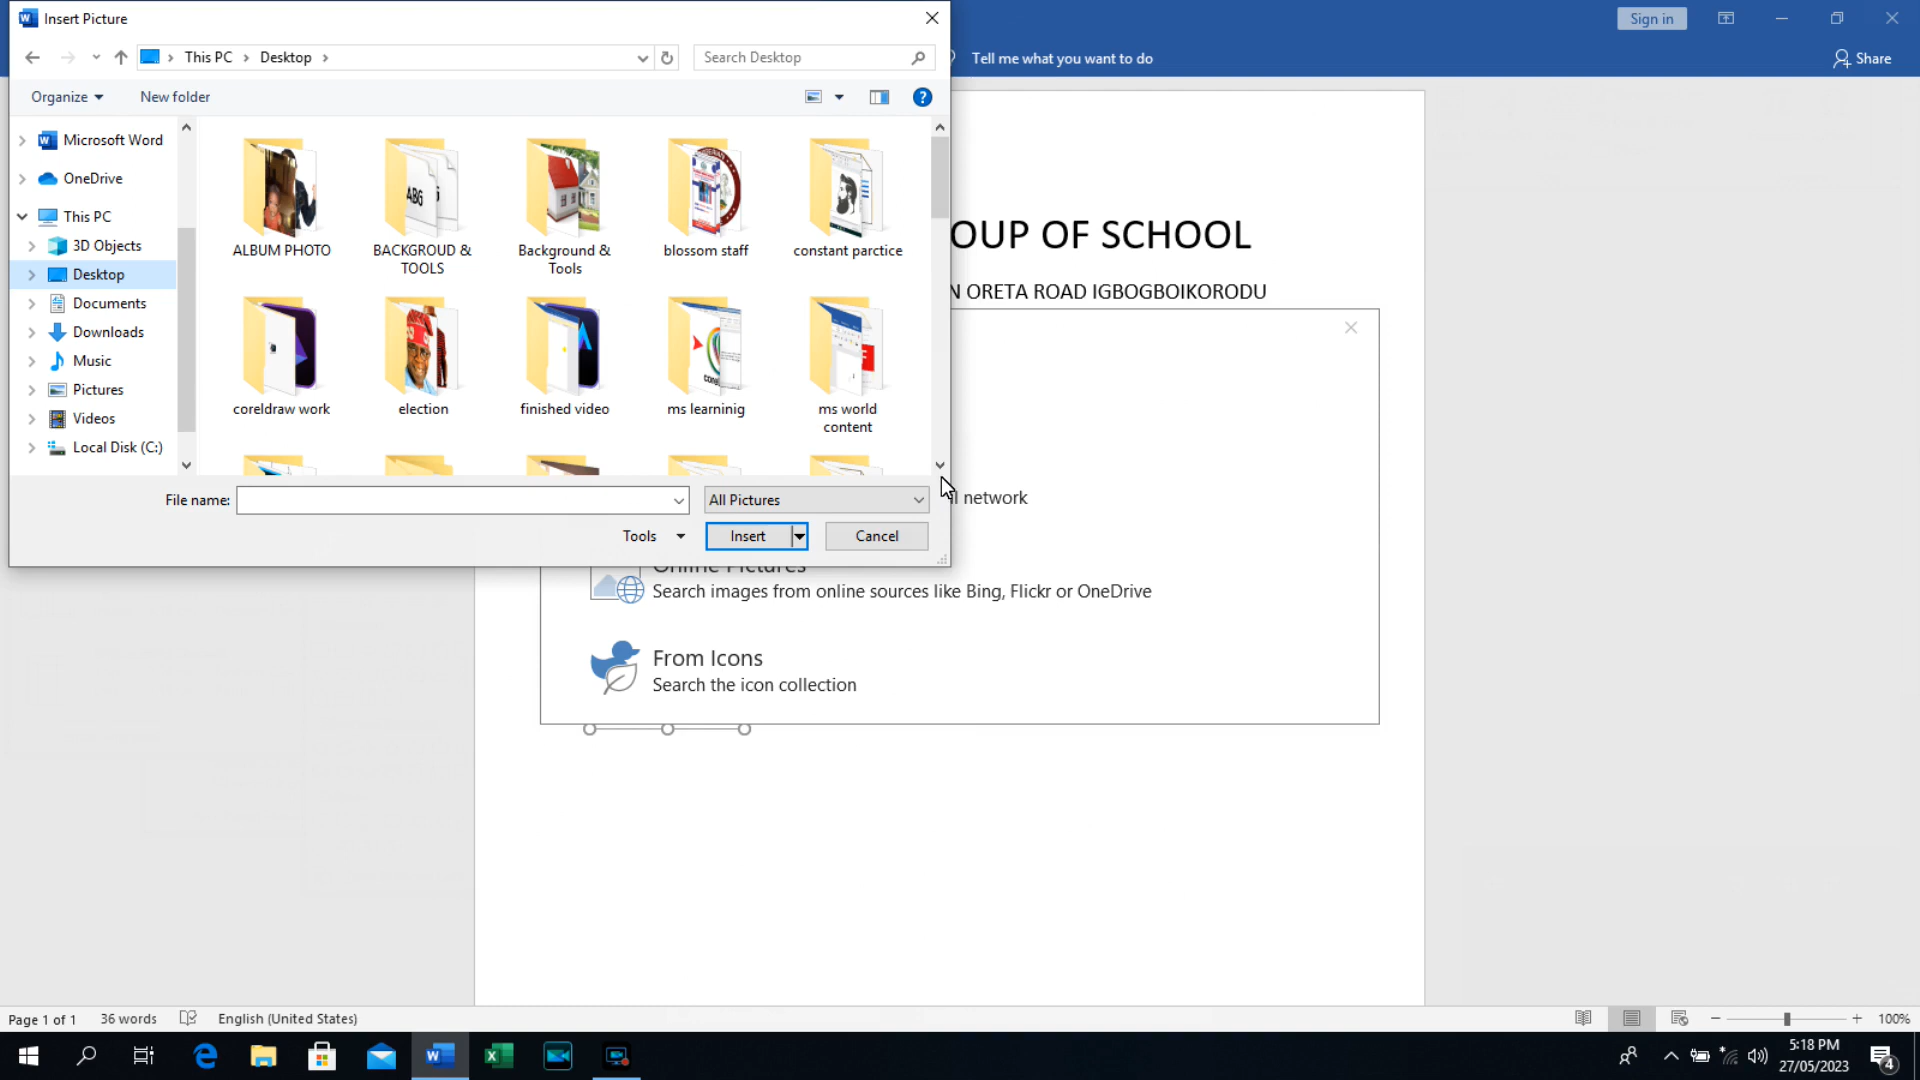 Insert Picture
Sign in
This PC
Desktop
Search Desktop
Tell me what you want to do
Share
Organize
New folder
Microsoft Word
OneDrive
This PC
3D Objects
Desktop
Documents
Downloads
Music
Pictures
Videos
Local Disk (C:)
ABG
ALBUM PHOTO
BACKGROUD &
TOOLS
Background &
Tools
blossom staff
constant parctice
coreldraw work
election
finished video
ms learninig
ms world
content
File name:
All Pictures
Tools
Insert
Cancel
OUP OF SCHOOL
N ORETA ROAD IGBOGBOIKORODU
l network
Online Pictures
Search images from online sources like Bing, Flickr or OneDrive
From Icons
Search the icon collection
Page 1 of 1
36 words
English (United States)
100%
5:18 PM
27/05/2023
4